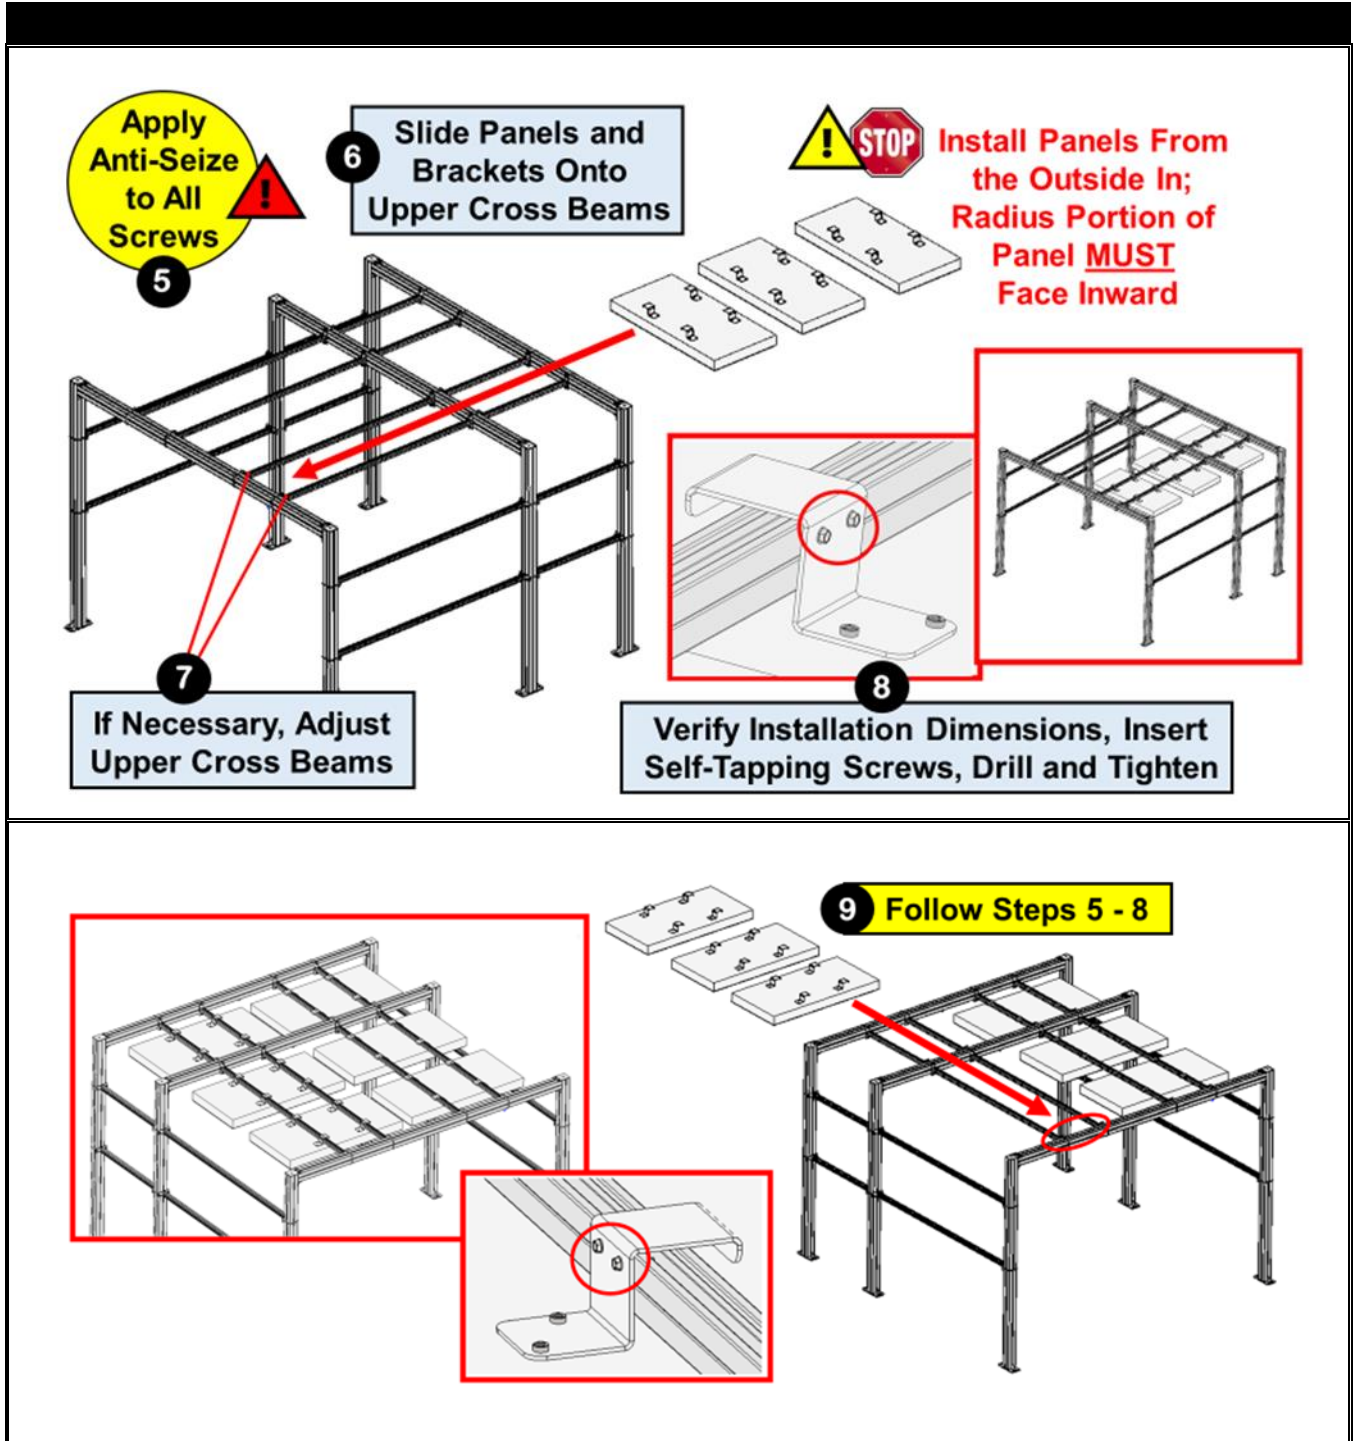 Apply
Anti-Seize
to All
Screws
5
6
Slide Panels and
Brackets Onto
Upper Cross Beams
STOP
Install Panels From
the Outside In;
Radius Portion of
Panel MUST
Face Inward
7
If Necessary, Adjust
Upper Cross Beams
8
Verify Installation Dimensions, Insert
Self-Tapping Screws, Drill and Tighten
9 Follow Steps 5 - 8